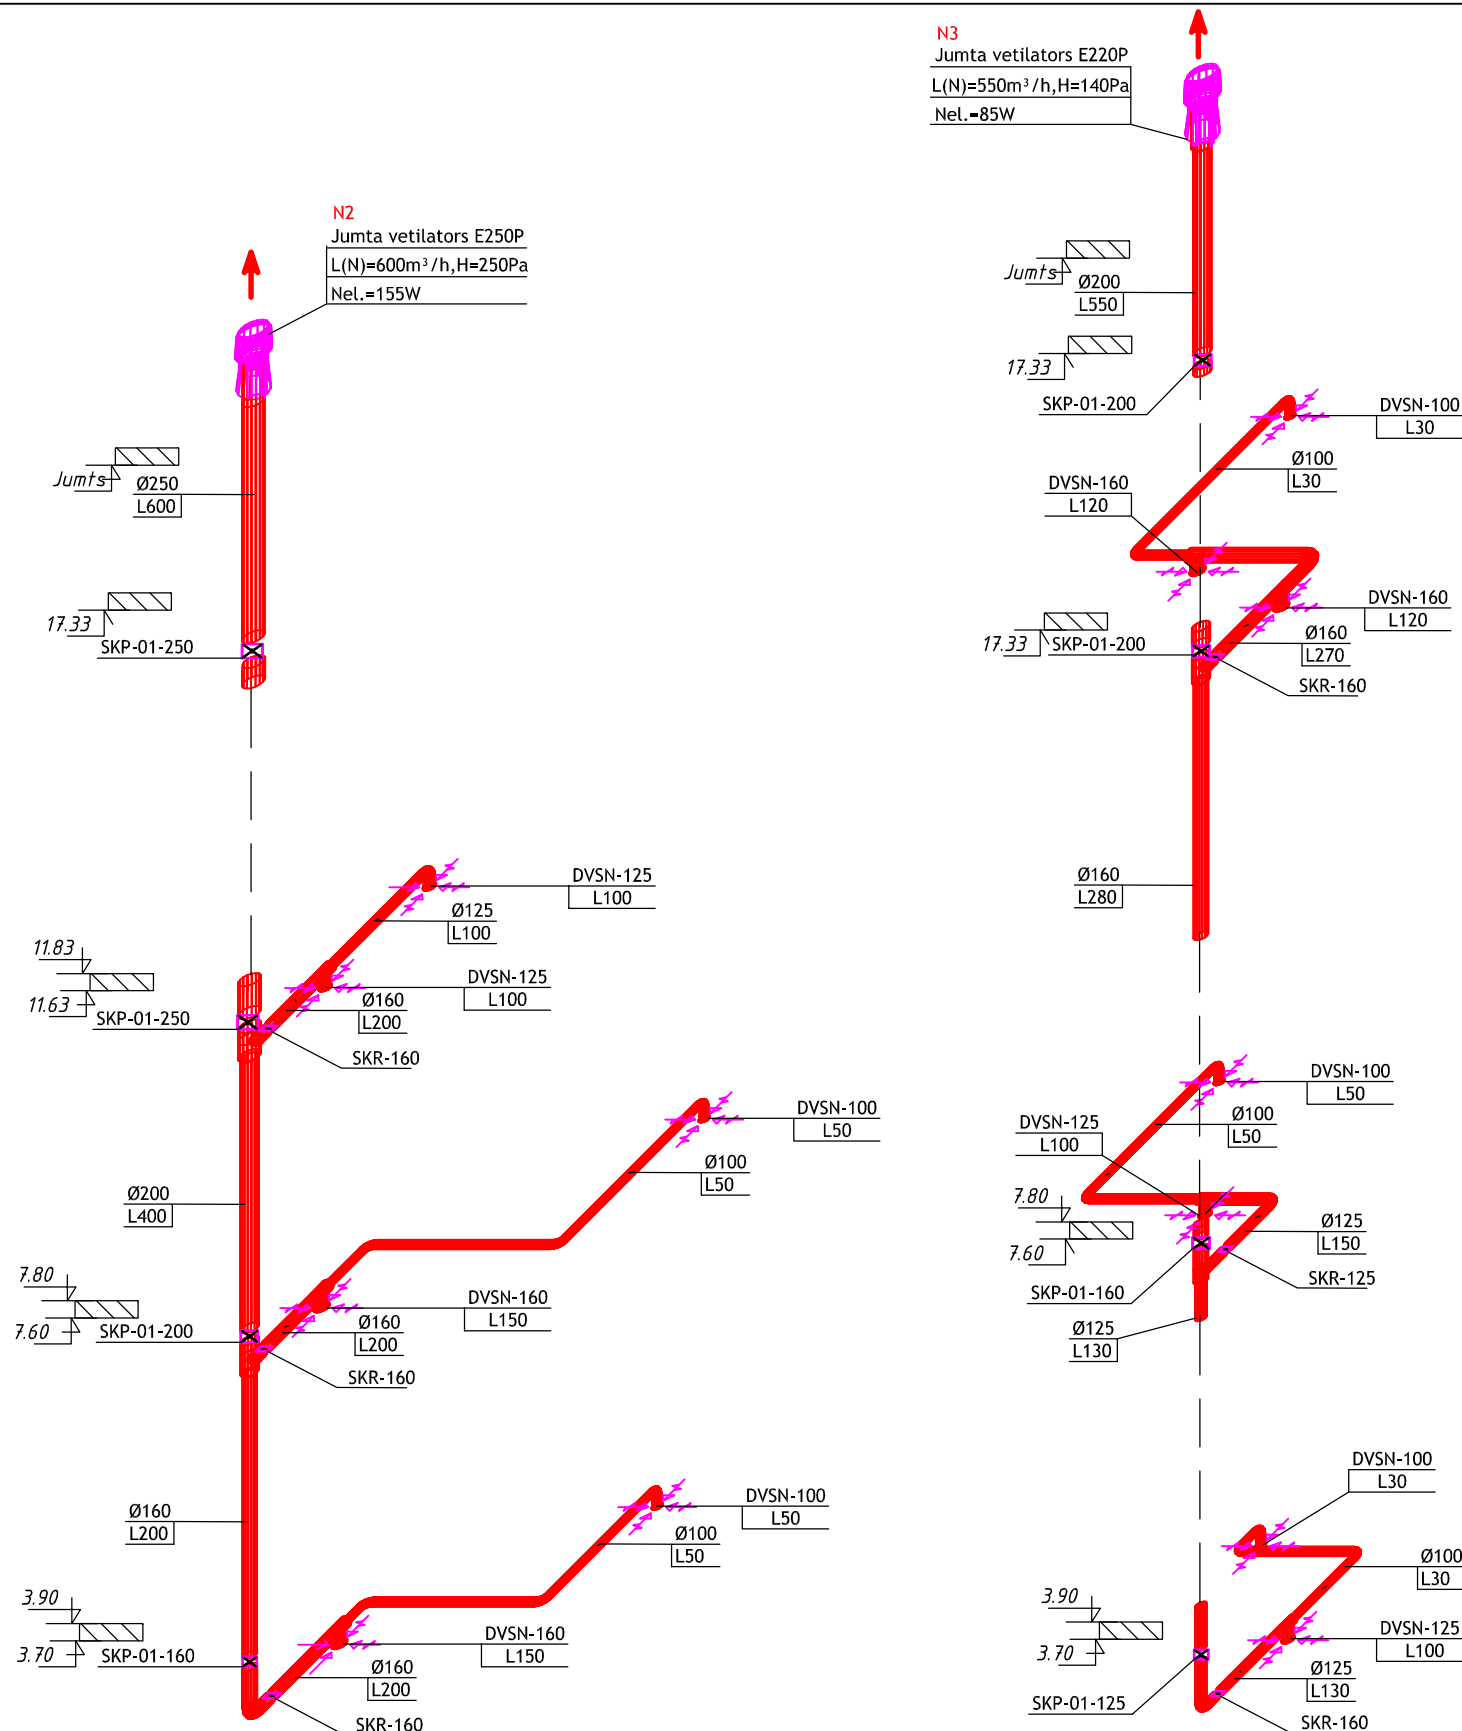 N2
Jumta vetilators E250P
L(N)=600m³/h,H=250Pa
Nel.=155W
Jumts
Ø250
L600
17.33
SKP-01-250
DVSN-125
L100
Ø125
L100
11.83
11.63
DVSN-125
L100
Ø160
L200
SKP-01-250
SKR-160
DVSN-100
L50
Ø100
L50
Ø200
L400
7.80
7.60
DVSN-160
L150
SKP-01-200
Ø160
L200
SKR-160
DVSN-100
L50
Ø160
L200
Ø100
L50
3.90
3.70
DVSN-160
L150
SKP-01-160
Ø160
L200
SKR-160
N3
Jumta vetilators E220P
L(N)=550m³/h,H=140Pa
Nel.=85W
Jumts
Ø200
L550
17.33
SKP-01-200
DVSN-100
L30
Ø100
L30
DVSN-160
L120
DVSN-160
L120
17.33
SKP-01-200
Ø160
L270
SKR-160
Ø160
L280
DVSN-100
L50
DVSN-125
L100
Ø100
L50
7.80
7.60
Ø125
L150
SKP-01-160
SKR-125
Ø125
L130
DVSN-100
L30
Ø100
L30
3.90
3.70
DVSN-125
L100
Ø125
L130
SKP-01-125
SKR-160